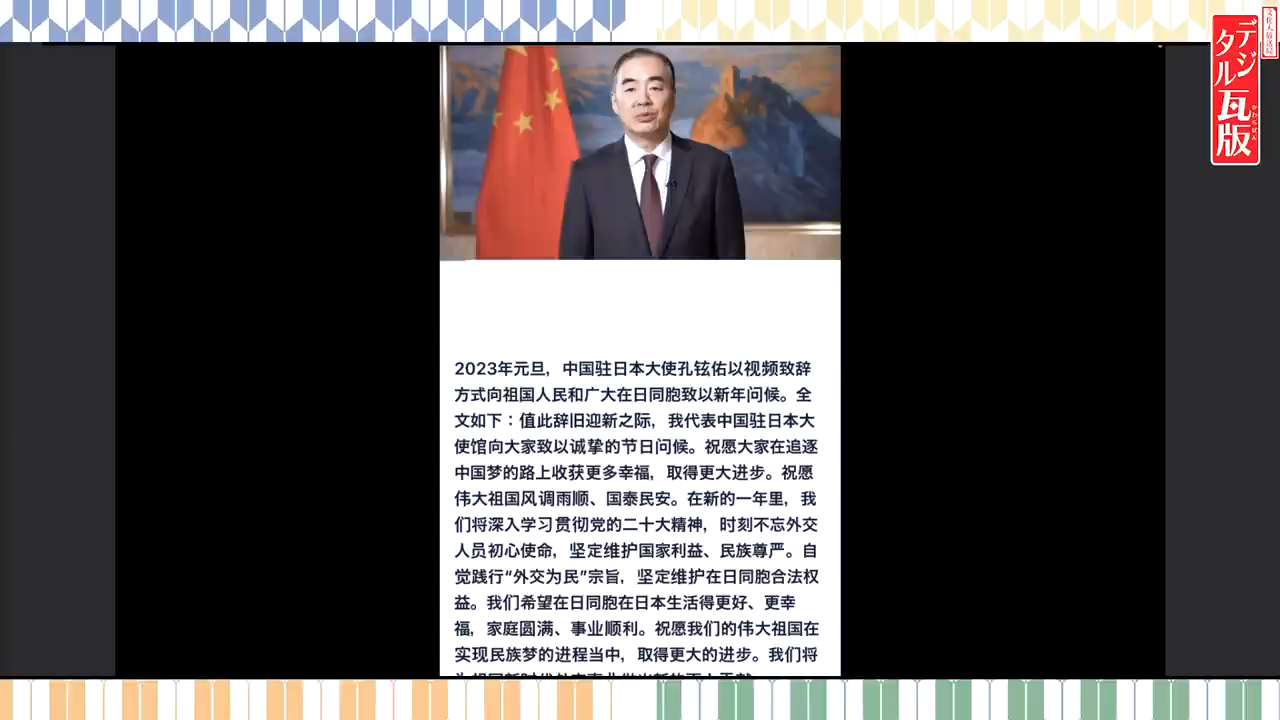 文化人放送局
デジタル瓦版
かわらばん
2023年元旦，中国驻日本大使孔铉佑以视频致辞
方式向祖国人民和广大在日同胞致以新年问候。全
文如下：值此辞旧迎新之际，我代表中国驻日本大
使馆向大家致以诚挚的节日问候。祝愿大家在追逐
中国梦的路上收获更多幸福，取得更大进步。祝愿
伟大祖国风调雨顺、国泰民安。在新的一年里，我
们将深入学习贯彻党的二十大精神，时刻不忘外交
人员初心使命，坚定维护国家利益、民族尊严。自
觉践行“外交为民”宗旨，坚定维护在日同胞合法权
益。我们希望在日同胞在日本生活得更好、更幸
福，家庭圆满、事业顺利。祝愿我们的伟大祖国在
实现民族梦的进程当中，取得更大的进步。我们将